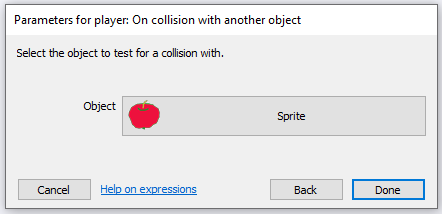 Parameters for player: On collision with another object
Select the object to test for a collision with.
Object
Sprite
Cancel
Help on expressions
Back
Done